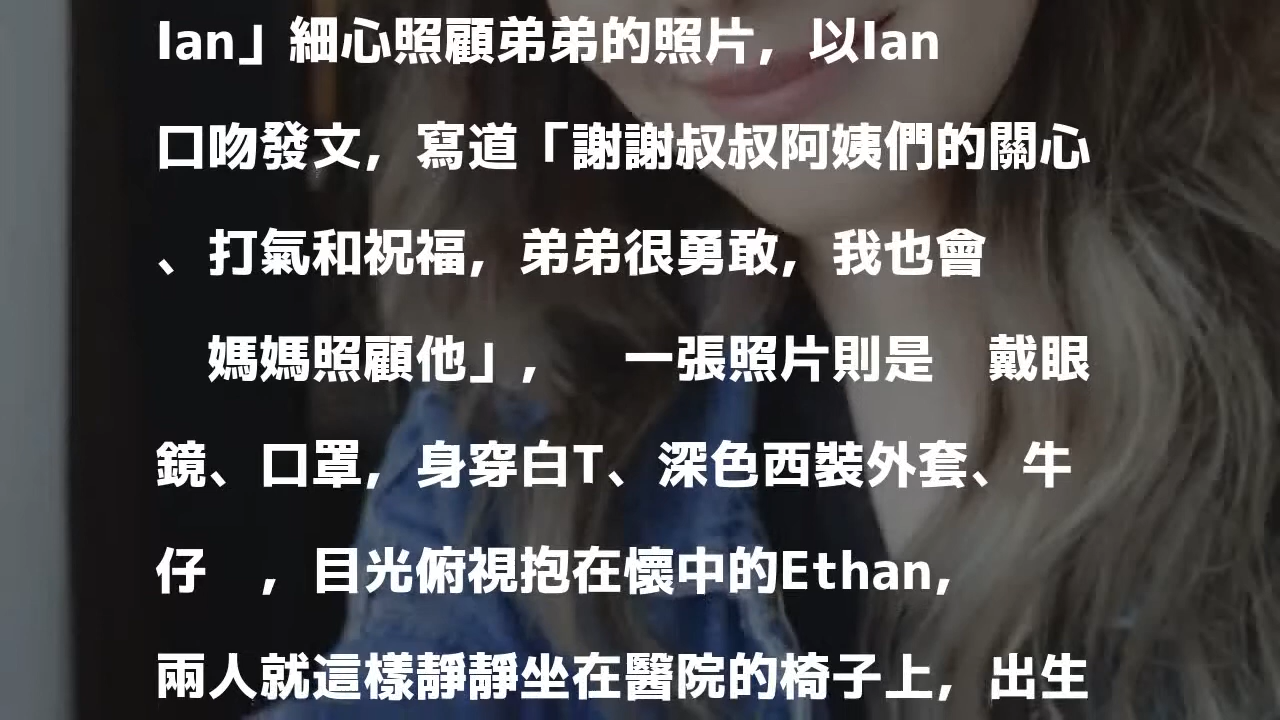 Ian」細心照顧弟弟的照片，以Ian
口吻發文，寫道「謝謝叔叔阿姨們的關心
、打氣和祝福，弟弟很勇敢，我也會
媽媽照顧他」， 一張照片則是 戴眼
鏡、口罩，身穿白T、深色西裝外套、牛
仔 ，目光俯視抱在懷中的Ethan，
兩人就這樣靜靜坐在醫院的椅子上，出生